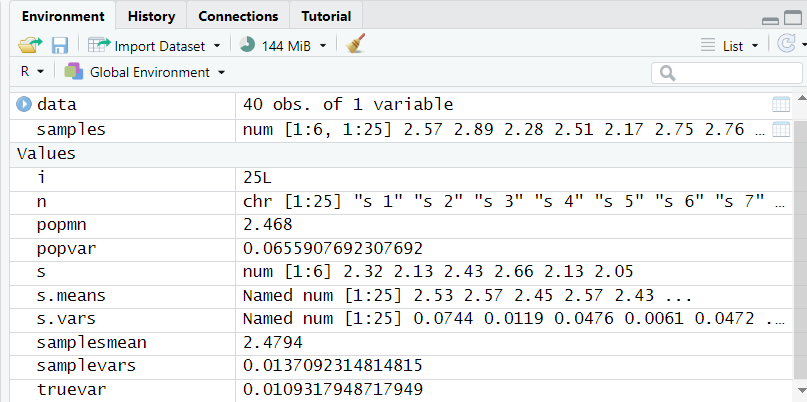 Environment History Connections Tutorial
Import Dataset 144 MiB List
R Global Environment
data 40 obs. of 1 variable
samples num [1:6, 1:25] 2.57 2.89 2.28 2.51 2.17 2.75 2.76 …
Values
i 25L
n chr [1:25] "s 1" "s 2" "s 3" "s 4" "s 5" "s 6" "s 7" …
popmn 2.468
popvar 0.0655907692307692
s num [1:6] 2.32 2.13 2.43 2.66 2.13 2.05
s.means Named num [1:25] 2.53 2.57 2.45 2.57 2.43 ...
s.vars Named num [1:25] 0.0744 0.0119 0.0476 0.0061 0.0472 ..
samplesmean 2.4794
samplevars 0.0137092314814815
truevar 0.0109317948717949